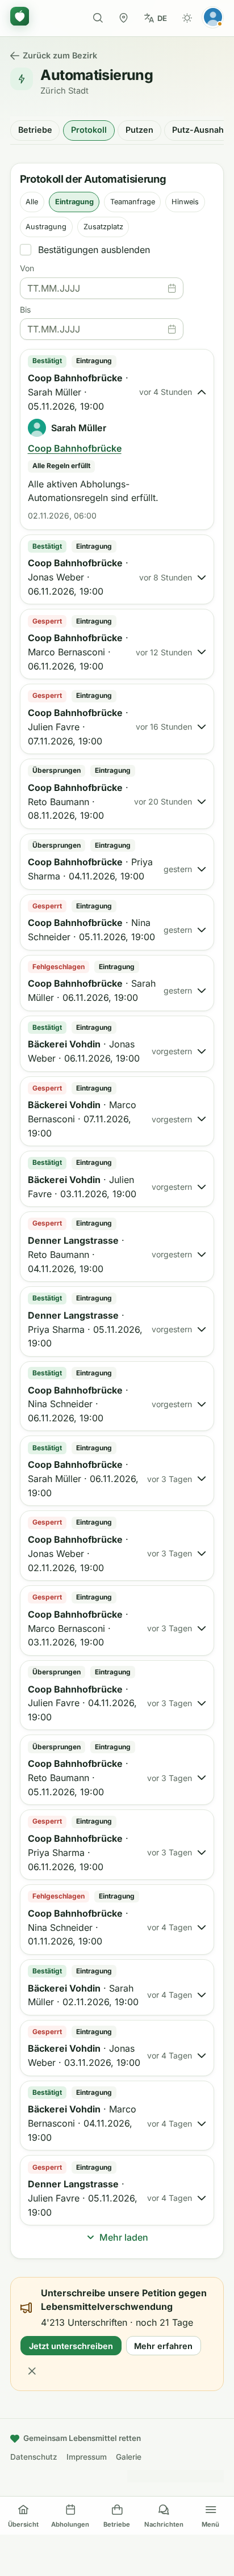 DE
Zurück zum Bezirk
Automatisierung
Zürich Stadt
Betriebe Protokoll Putzen Putz-Ausnah
Protokoll der Automatisierung
Alle Eintragung Teamanfrage Hinweis
Austragung Zusatzplatz
Bestätigungen ausblenden
Von
TT.MM.JJJJ
Bis
TT.MM.JJJJ
Bestätigt Eintragung
Coop Bahnhofbrücke ·
Sarah Müller ·
05.11.2026, 19:00
vor 4 Stunden
Sarah Müller
Coop Bahnhofbrücke
Alle Regeln erfüllt
Alle aktiven Abholungs-
Automationsregeln sind erfüllt.
02.11.2026, 06:00
Bestätigt Eintragung
Coop Bahnhofbrücke ·
Jonas Weber ·
06.11.2026, 19:00
vor 8 Stunden
Gesperrt Eintragung
Coop Bahnhofbrücke ·
Marco Bernasconi ·
06.11.2026, 19:00
vor 12 Stunden
Gesperrt Eintragung
Coop Bahnhofbrücke ·
Julien Favre ·
07.11.2026, 19:00
vor 16 Stunden
Übersprungen Eintragung
Coop Bahnhofbrücke ·
Reto Baumann ·
08.11.2026, 19:00
vor 20 Stunden
Übersprungen Eintragung
Coop Bahnhofbrücke · Priya
Sharma · 04.11.2026, 19:00
gestern
Gesperrt Eintragung
Coop Bahnhofbrücke · Nina
Schneider · 05.11.2026, 19:00
gestern
Fehlgeschlagen Eintragung
Coop Bahnhofbrücke · Sarah
Müller · 06.11.2026, 19:00
gestern
Bestätigt Eintragung
Bäckerei Vohdin · Jonas
Weber · 06.11.2026, 19:00
vorgestern
Gesperrt Eintragung
Bäckerei Vohdin · Marco
Bernasconi · 07.11.2026,
19:00
vorgestern
Bestätigt Eintragung
Bäckerei Vohdin · Julien
Favre · 03.11.2026, 19:00
vorgestern
Gesperrt Eintragung
Denner Langstrasse ·
Reto Baumann ·
04.11.2026, 19:00
vorgestern
Bestätigt Eintragung
Denner Langstrasse ·
Priya Sharma · 05.11.2026,
19:00
vorgestern
Bestätigt Eintragung
Coop Bahnhofbrücke ·
Nina Schneider ·
06.11.2026, 19:00
vorgestern
Bestätigt Eintragung
Coop Bahnhofbrücke ·
Sarah Müller · 06.11.2026,
19:00
vor 3 Tagen
Gesperrt Eintragung
Coop Bahnhofbrücke ·
Jonas Weber ·
02.11.2026, 19:00
vor 3 Tagen
Gesperrt Eintragung
Coop Bahnhofbrücke ·
Marco Bernasconi ·
03.11.2026, 19:00
vor 3 Tagen
Übersprungen Eintragung
Coop Bahnhofbrücke ·
Julien Favre · 04.11.2026,
19:00
vor 3 Tagen
Übersprungen Eintragung
Coop Bahnhofbrücke ·
Reto Baumann ·
05.11.2026, 19:00
vor 3 Tagen
Gesperrt Eintragung
Coop Bahnhofbrücke ·
Priya Sharma ·
06.11.2026, 19:00
vor 3 Tagen
Fehlgeschlagen Eintragung
Coop Bahnhofbrücke ·
Nina Schneider ·
01.11.2026, 19:00
vor 4 Tagen
Bestätigt Eintragung
Bäckerei Vohdin · Sarah
Müller · 02.11.2026, 19:00
vor 4 Tagen
Gesperrt Eintragung
Bäckerei Vohdin · Jonas
Weber · 03.11.2026, 19:00
vor 4 Tagen
Bestätigt Eintragung
Bäckerei Vohdin · Marco
Bernasconi · 04.11.2026,
19:00
vor 4 Tagen
Gesperrt Eintragung
Denner Langstrasse ·
Julien Favre · 05.11.2026,
19:00
vor 4 Tagen
Mehr laden
Unterschreibe unsere Petition gegen
Lebensmittelverschwendung
4'213 Unterschriften · noch 21 Tage
Jetzt unterschreiben Mehr erfahren
Gemeinsam Lebensmittel retten
Datenschutz Impressum Galerie
Übersicht Abholungen Betriebe Nachrichten Menü